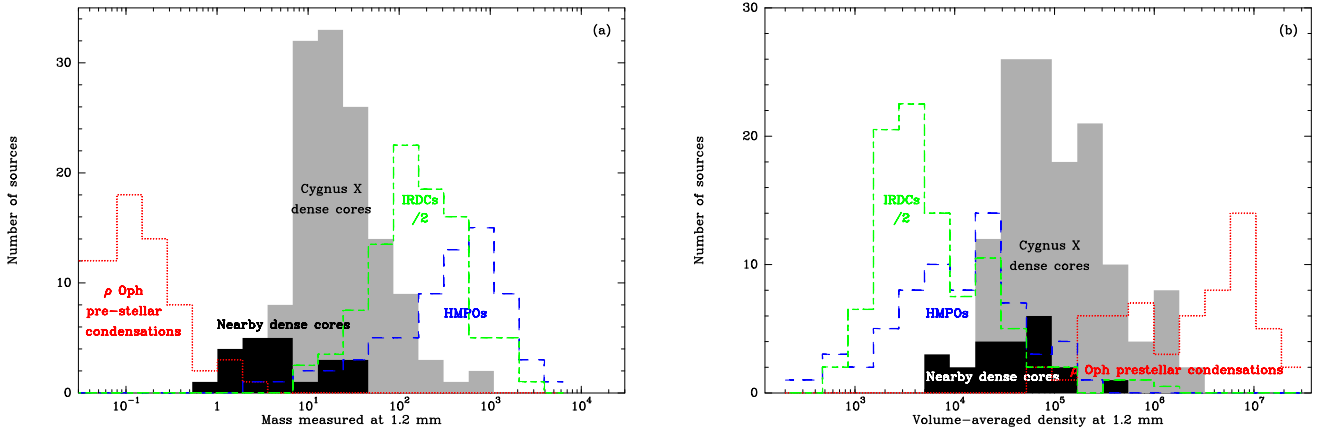 (a)
30
20
10
0
Number of sources
Cygnus X
dense cores
IRDCs
/2
ρ Oph
pre-stellar
condensations
Nearby dense cores
HMPOs
10⁻¹ 1 10¹ 10² 10³ 10⁴
Mass measured at 1.2 mm
(b)
30
20
10
0
Number of sources
IRDCs
/2
Cygnus X
dense cores
HMPOs
ρ Oph prestellar condensations
Nearby dense cores
10³ 10⁴ 10⁵ 10⁶ 10⁷
Volume-averaged density at 1.2 mm